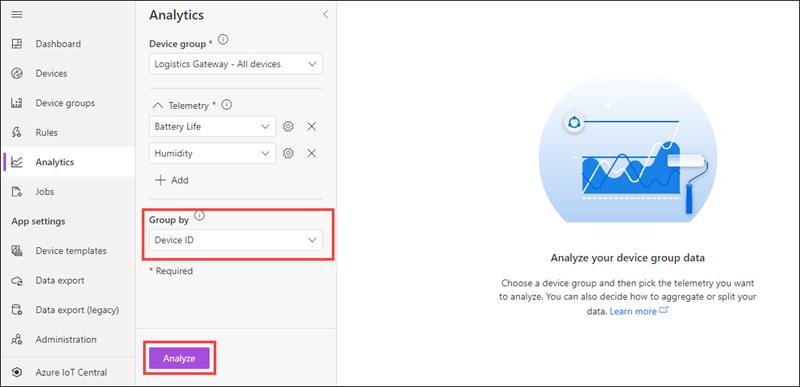 Dashboard
Devices
Device groups
Rules
Analytics
Jobs
App settings
Device templates
Data export
Data export (legacy)
Administration
Azure IoT Central
Analytics
Device group *
Logistics Gateway - All devices
Telemetry *
Battery Life
Humidity
Add
Group by
Device ID
* Required
Analyze
Analyze your device group data
Choose a device group and then pick the telemetry you want
to analyze. You can also decide how to aggregate or split your
data. Learn more